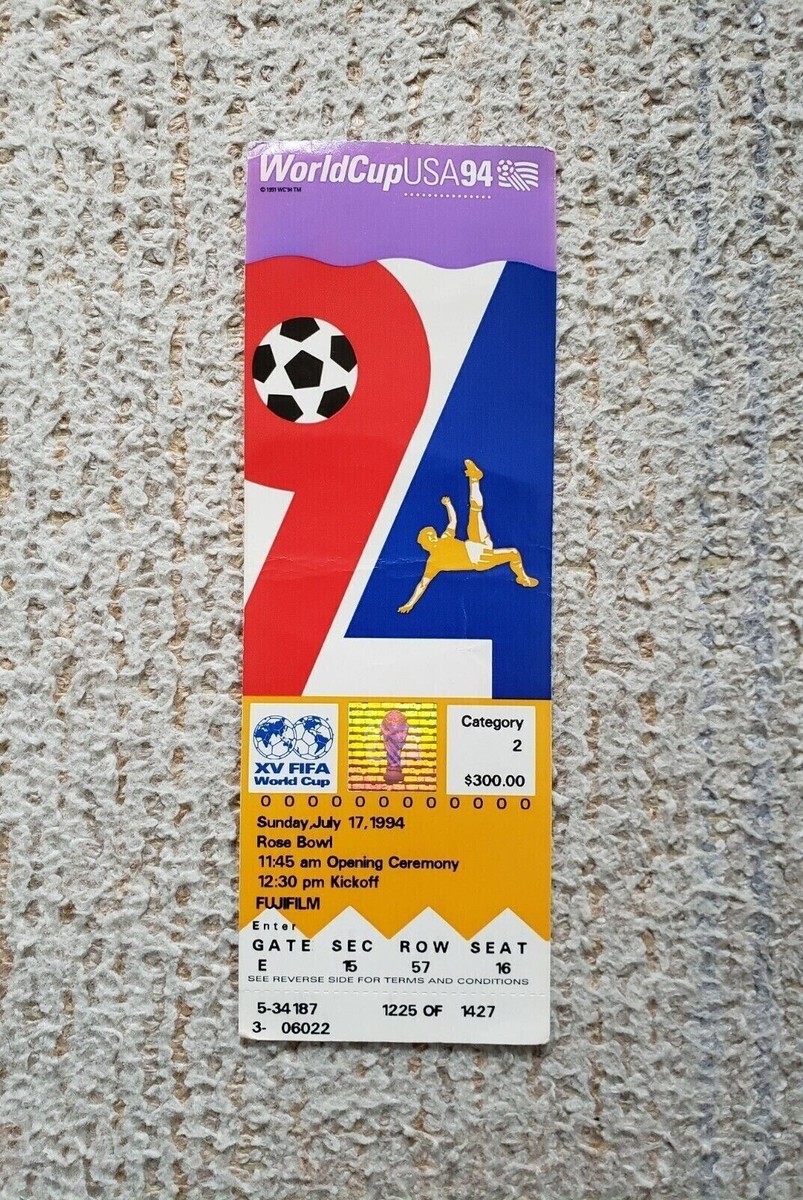 WorldCupUSA94
© 1991 WC'94 TM
94
XV FIFA
World Cup
Category
2
$300.00
O O O O O O O O O O O O
Sunday,July 17,1994
Rose Bowl
11:45 am Opening Ceremony
12:30 pm Kickoff
FUJIFILM
Enter
GATE SEC ROW SEAT
E 15 57 16
SEE REVERSE SIDE FOR TERMS AND CONDITIONS
5-34187 1225 OF 1427
3- 06022